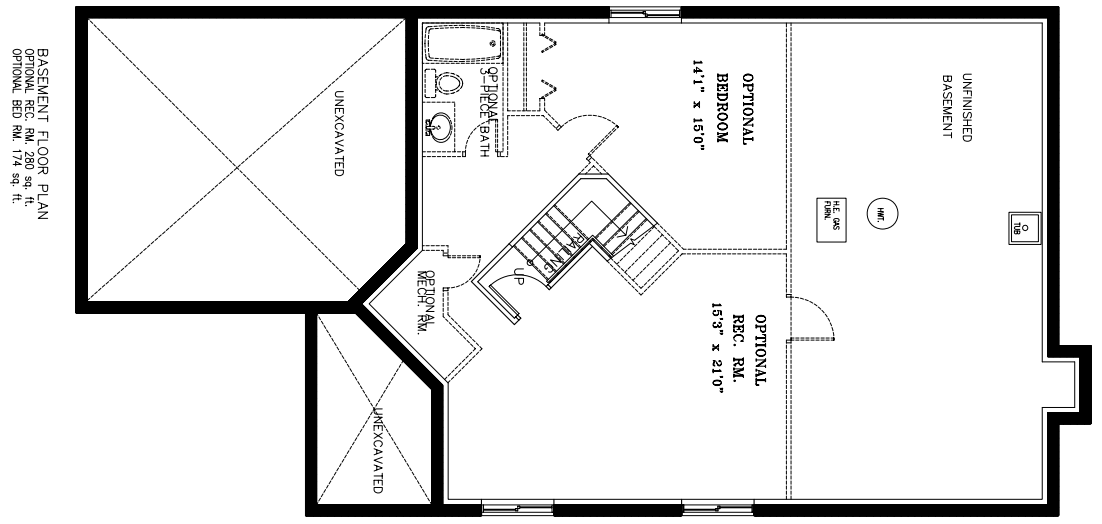 UNFINISHED
BASEMENT
TUB
HWT.
H.E. GAS
FURN.
OPTIONAL
BEDROOM
14'1" x 15'0"
OPTIONAL
REC. RM.
15'3" x 21'0"
OPTIONAL
3-PIECE BATH
RAILING
UP
OPTIONAL
MECH. RM.
UNEXCAVATED
UNEXCAVATED
BASEMENT FLOOR PLAN
OPTIONAL REC. RM. 280 sq. ft.
OPTIONAL BED RM. 174 sq. ft.